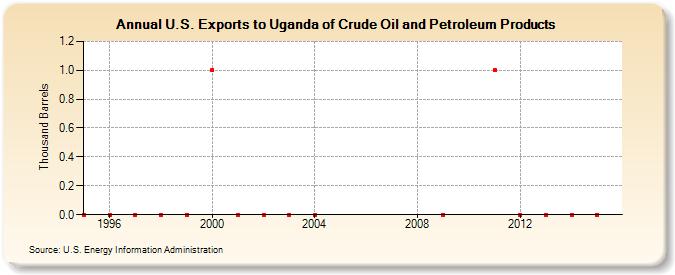 Annual U.S. Exports to Uganda of Crude Oil and Petroleum Products
Thousand Barrels
1.2
1.0
0.8
0.6
0.4
0.2
0.0
1996 2000 2004 2008 2012
Source: U.S. Energy Information Administration